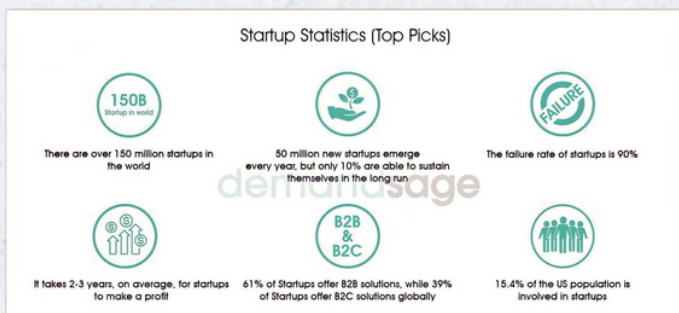 Startup Statistics (Top Picks)
150B
Startup in world
There are over 150 million startups in
the world
50 million new startups emerge
every year, but only 10% are able to sustain
themselves in the long run
FAILURE
The failure rate of startups is 90%
demandsage
$
$
$
$
It takes 2-3 years, on average, for startups
to make a profit
B2B
&
B2C
61% of Startups offer B2B solutions, while 39%
of Startups offer B2C solutions globally
15.4% of the US population is
involved in startups